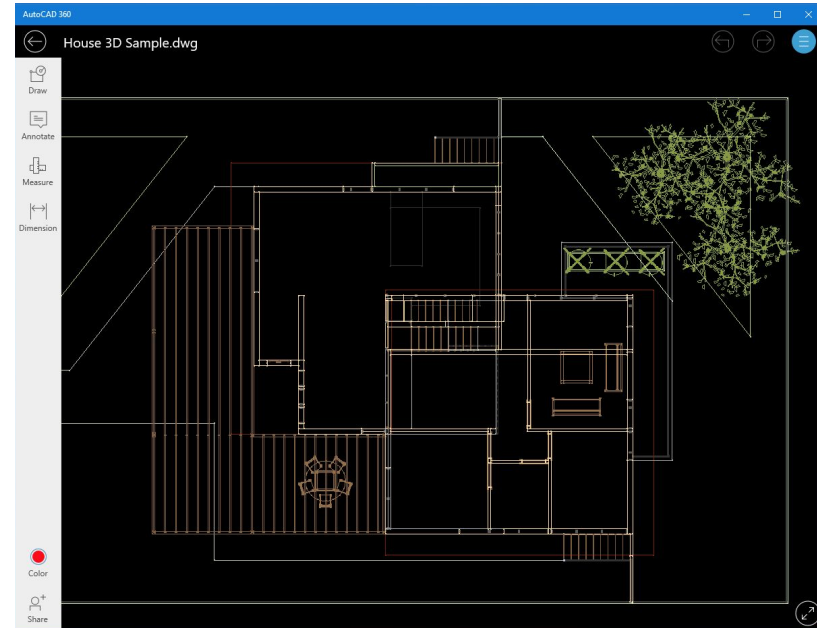 AutoCAD 360
House 3D Sample.dwg
Draw
Annotate
Measure
Dimension
Color
Share